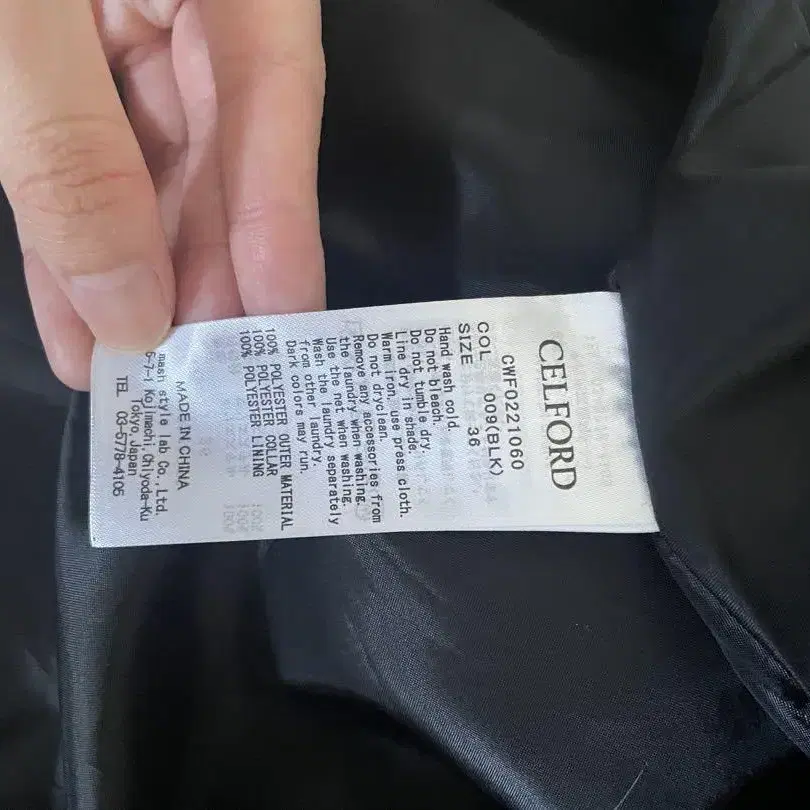 CELFORD
CWF0221060
COL 009(BLK)
SIZE 36
Hand wash cold.
Do not bleach.
Do not tumble dry.
Line dry in shade.
Warm iron. use press cloth.
Do not dryclean.
Remove any accessories from
the laundry when washing.
Use the net when washing.
Wash the laundry separately
from other laundry.
Dark colors may run.
100% POLYESTER OUTER MATERIAL
100% POLYESTER COLLAR
100% POLYESTER LINING
MADE IN CHINA
mash style lab Co.,Ltd.
5-7-1 Kojimachi,Chiyoda-Ku
Tokyo,Japan
TEL 03-5778-4106